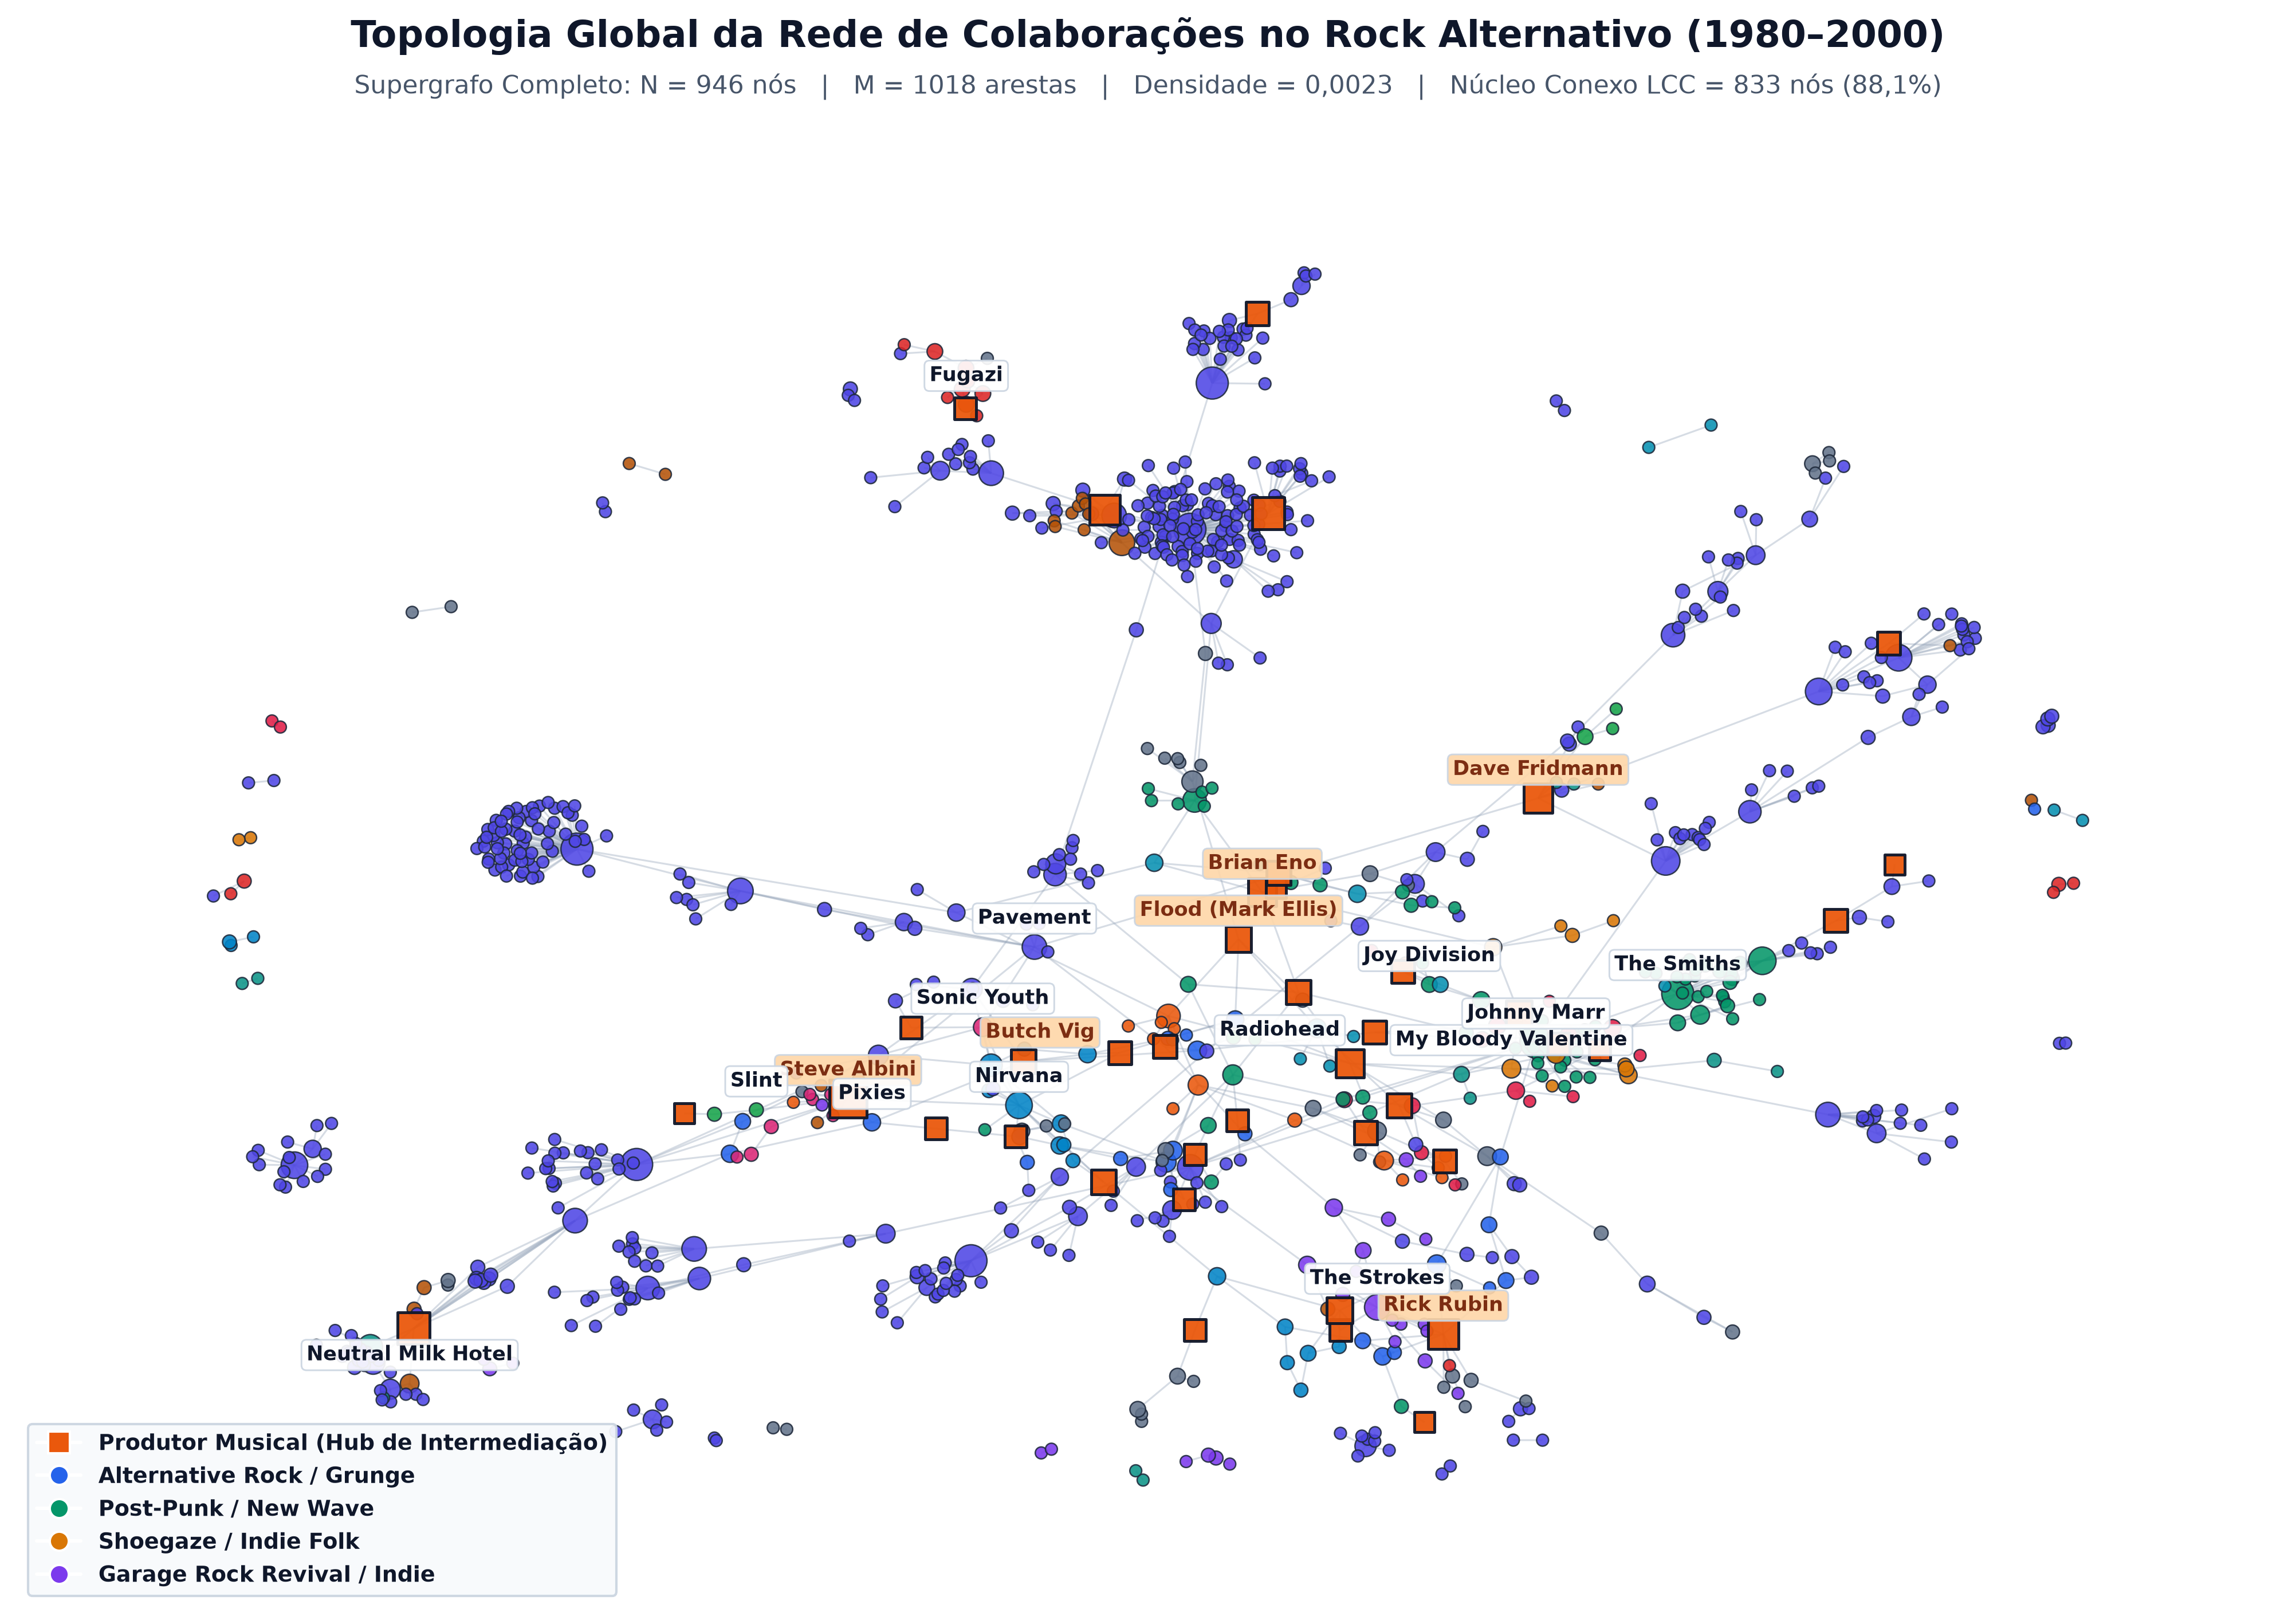 Topologia Global da Rede de Colaborações no Rock Alternativo (1980–2000)
Supergrafo Completo: N = 946 nós | M = 1018 arestas | Densidade = 0,0023 | Núcleo Conexo LCC = 833 nós (88,1%)
Fugazi
Dave Fridmann
Brian Eno
Flood (Mark Ellis)
Pavement
Joy Division
The Smiths
Sonic Youth
Johnny Marr
Butch Vig
Radiohead
My Bloody Valentine
Steve Albini
Slint
Nirvana
Pixies
The Strokes
Rick Rubin
Neutral Milk Hotel
Produtor Musical (Hub de Intermediação)
Alternative Rock / Grunge
Post-Punk / New Wave
Shoegaze / Indie Folk
Garage Rock Revival / Indie